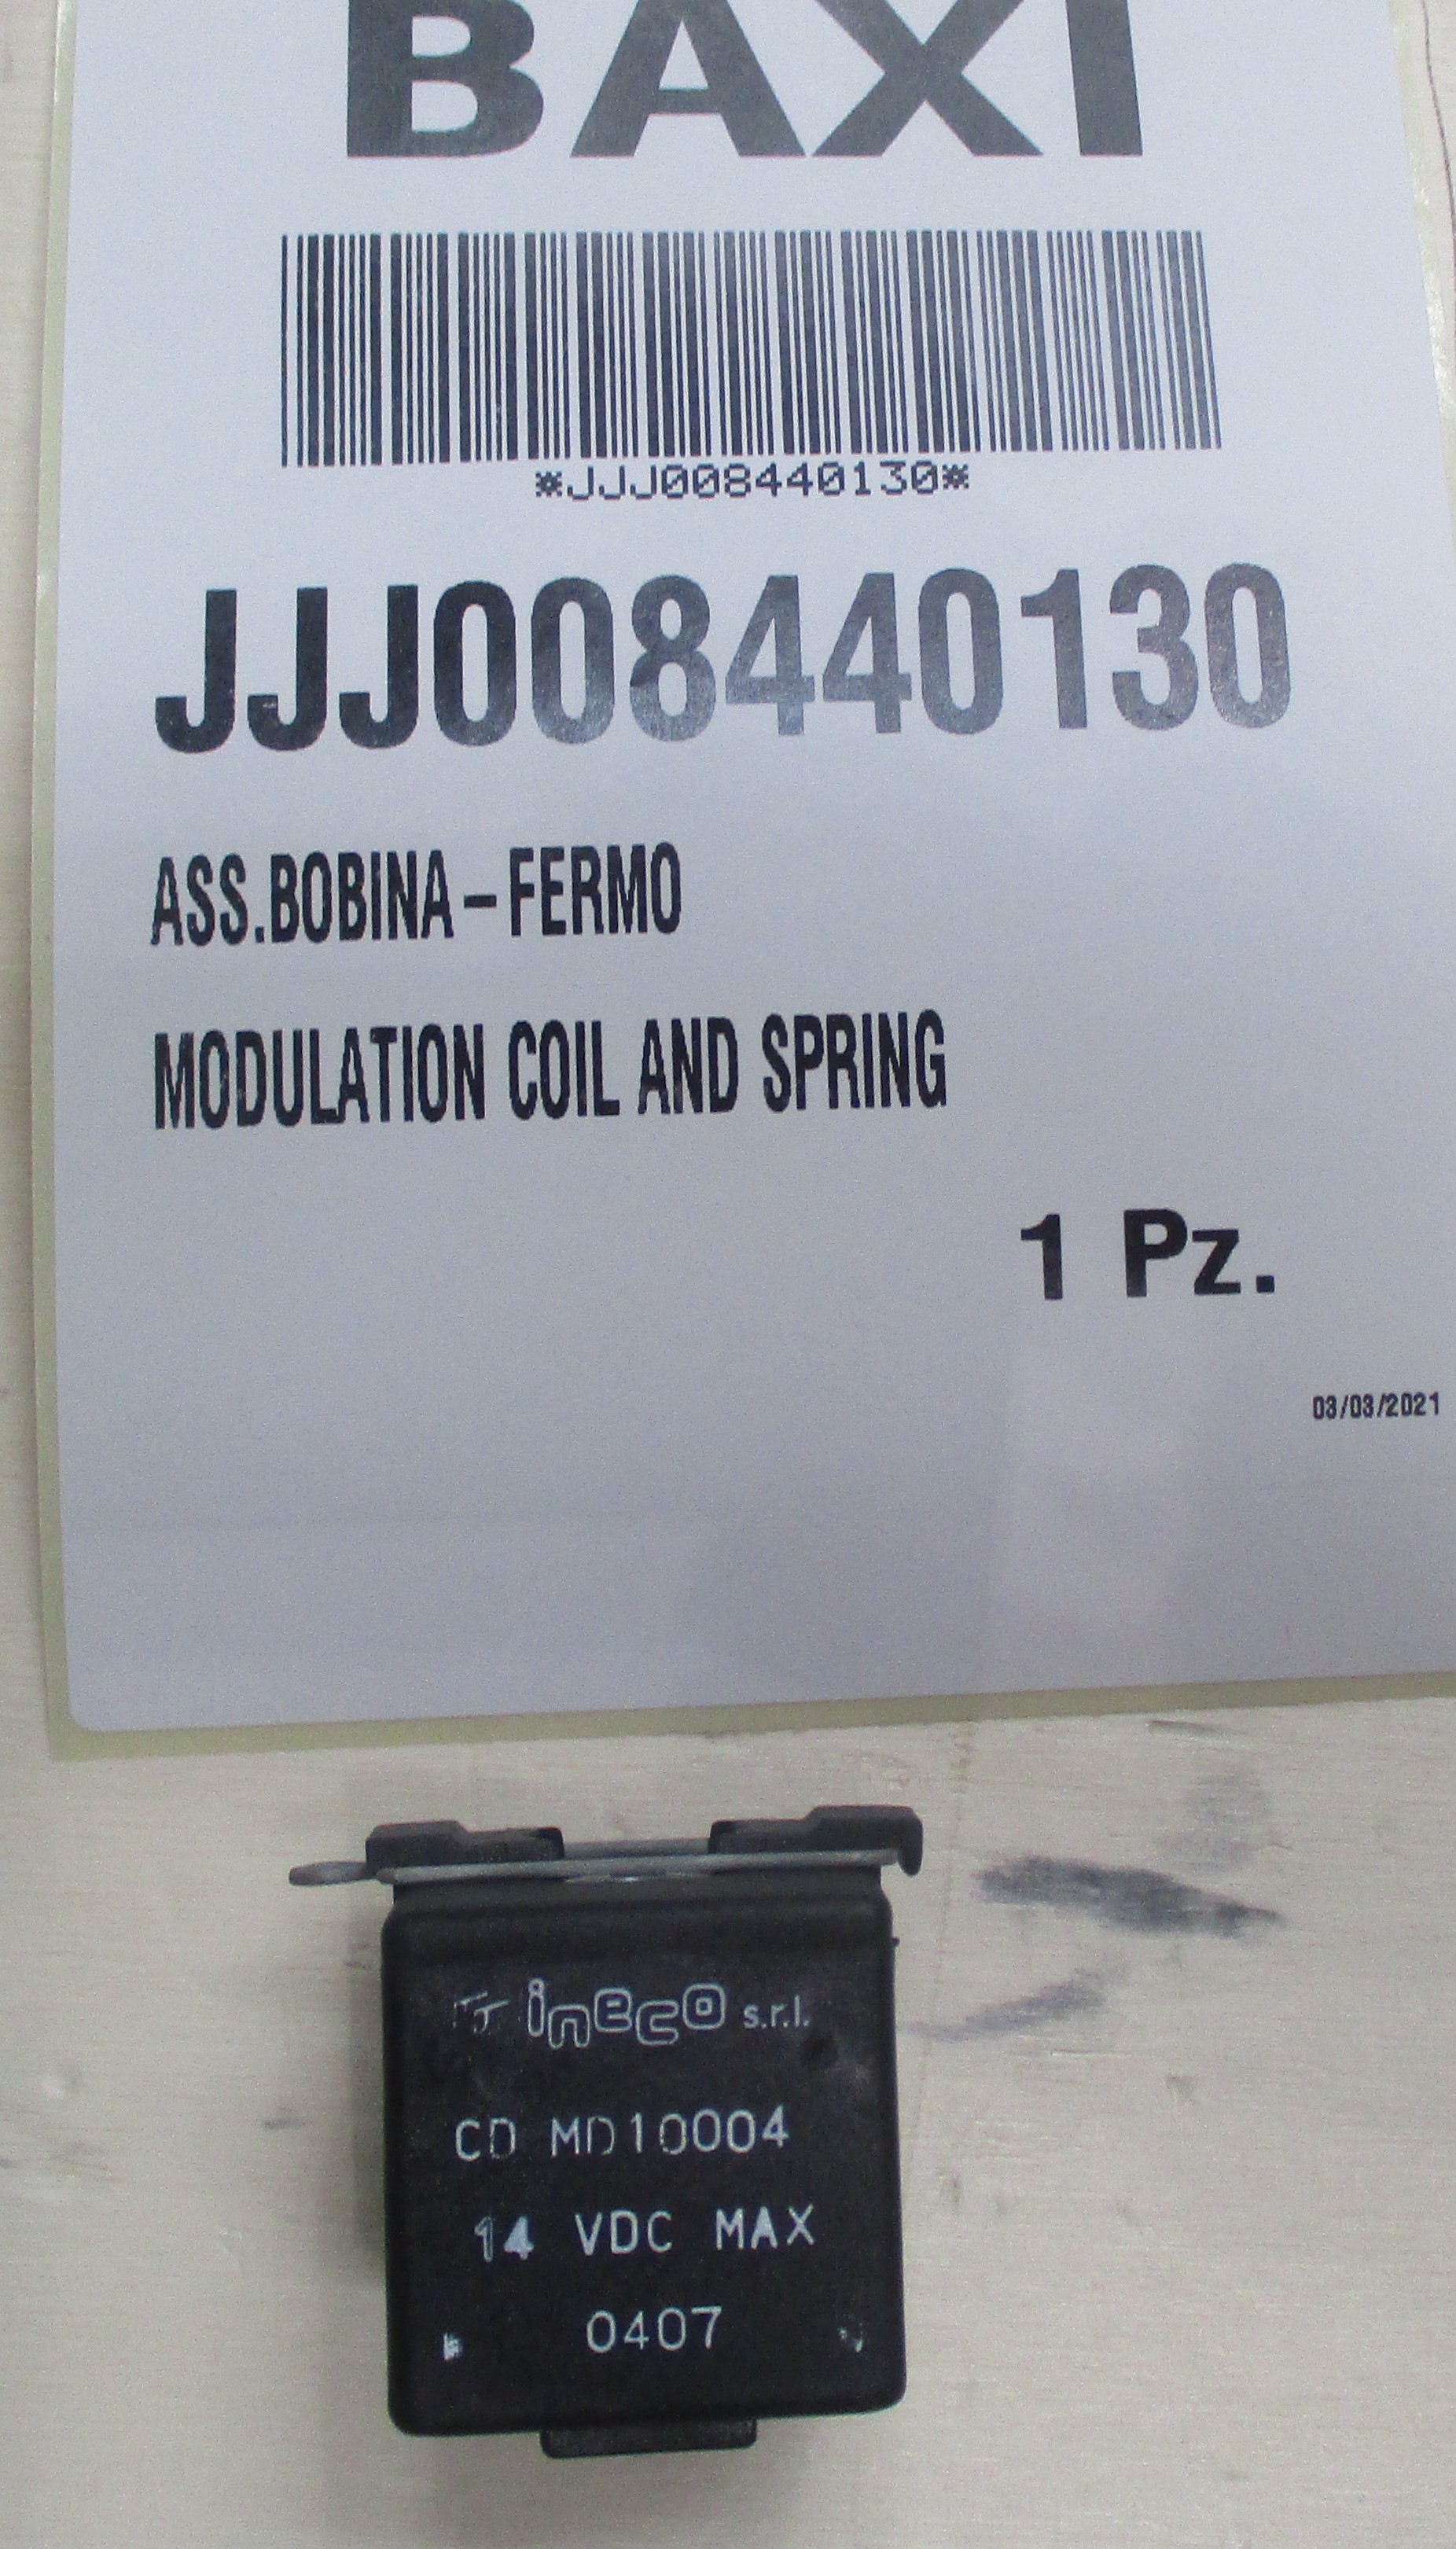 BAXI
*JJJ008440130*
JJJ008440130
ASS.BOBINA-FERMO
MODULATION COIL AND SPRING
1 Pz.
03/03/2021
ineco s.r.l.
CD MD10004
14 VDC MAX
0407